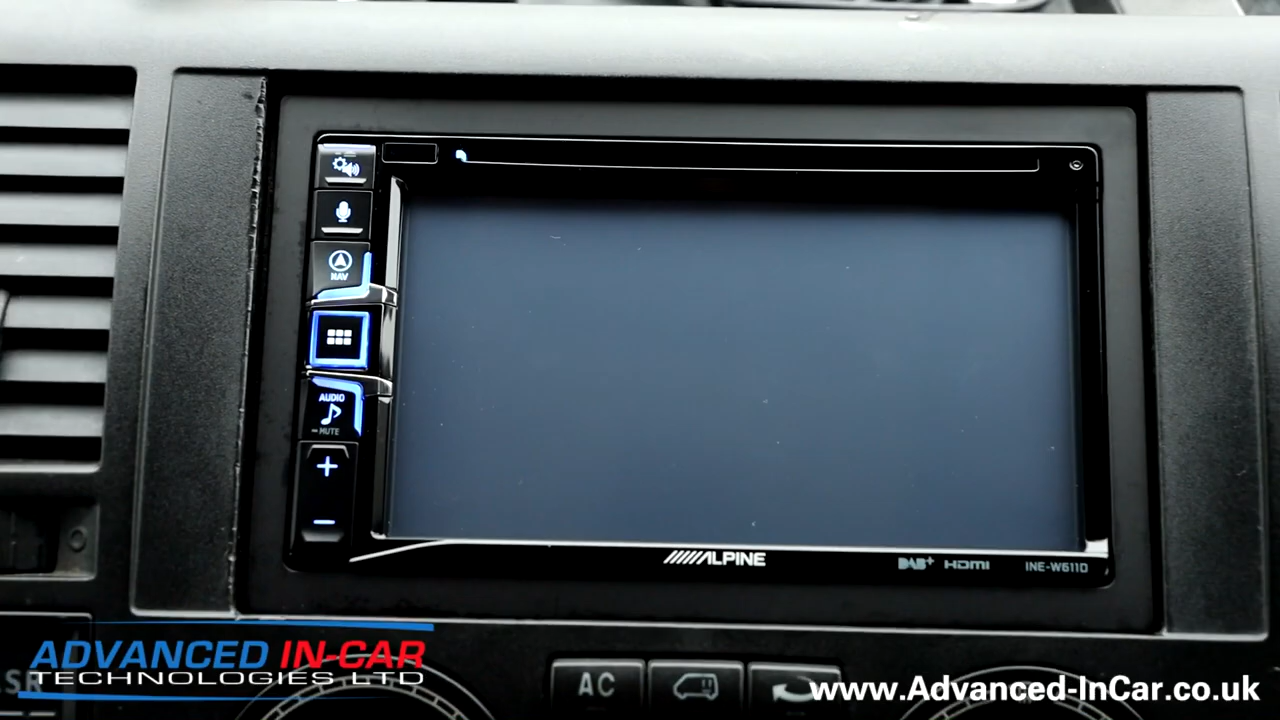 NAV
AUDIO
MUTE
ALPINE
DAB+ HDMI INE-W611D
ADVANCED IN-CAR
TECHNOLOGIES LTD
SR
AC
www.Advanced-InCar.co.uk